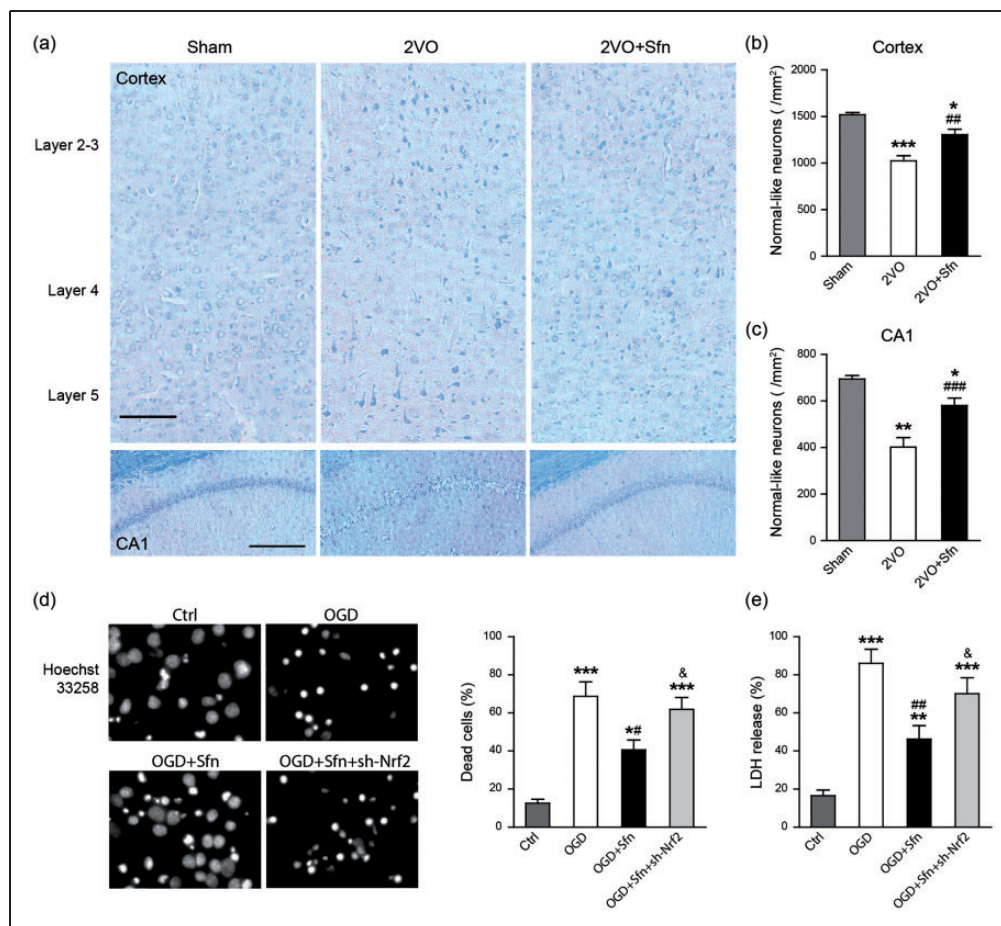 (a)
Sham 2VO 2VO+Sfn
Cortex
Layer 2-3
Layer 4
Layer 5
CA1
(b)
Cortex
Normal-like neurons ( /mm²)
2000
1500
1000
500
0
***
*
##
Sham 2VO 2VO+Sfn
(c)
CA1
Normal-like neurons ( /mm²)
800
600
400
200
0
**
*
###
Sham 2VO 2VO+Sfn
(d)
Ctrl OGD
Hoechst
33258
OGD+Sfn OGD+Sfn+sh-Nrf2
Dead cells (%)
100
80
60
40
20
0
***
*#
&
***
Ctrl OGD OGD+Sfn OGD+Sfn+sh-Nrf2
(e)
LDH release (%)
100
80
60
40
20
0
***
##
**
&
***
Ctrl OGD OGD+Sfn OGD+Sfn+sh-Nrf2